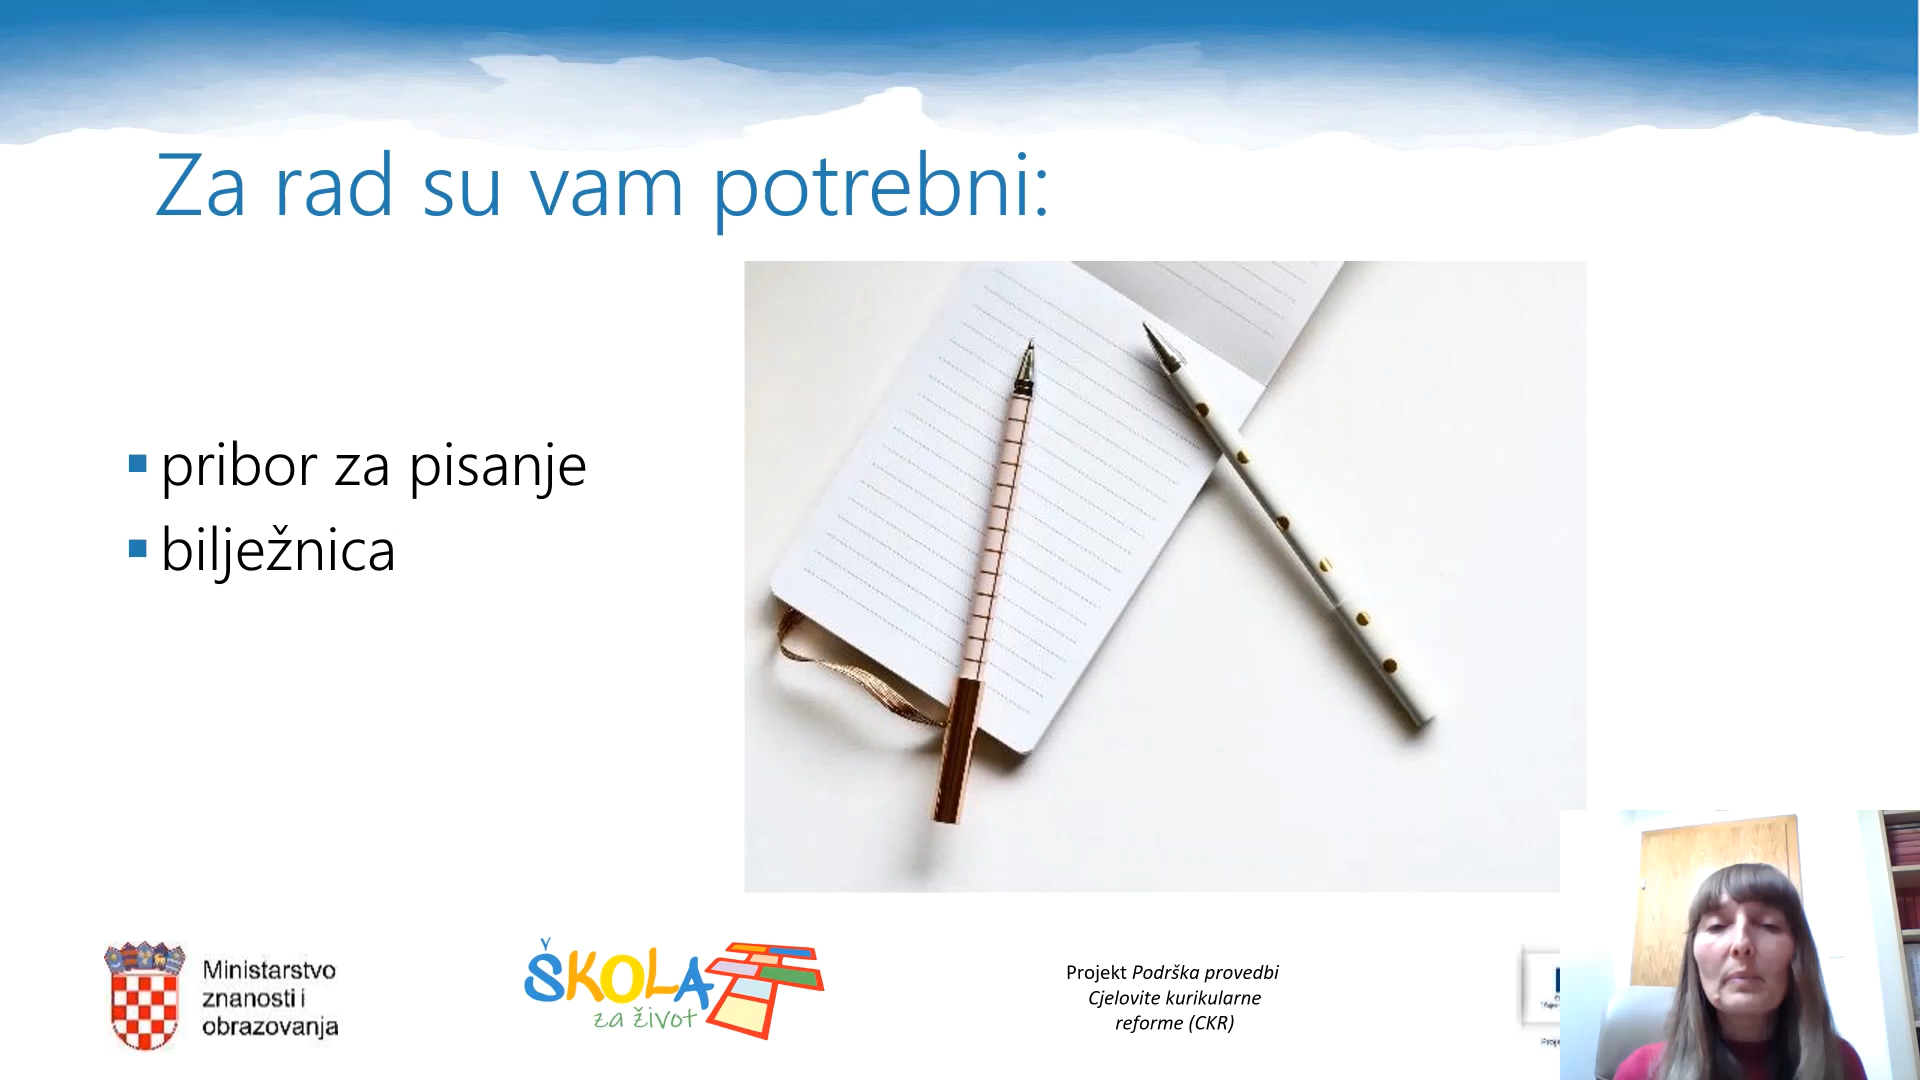 Za rad su vam potrebni:
pribor za pisanje
bilježnica
Ministarstvo
znanosti i
obrazovanja
ŠKOLA
za život
Projekt Podrška provedbi
Cjelovite kurikularne
reforme (CKR)